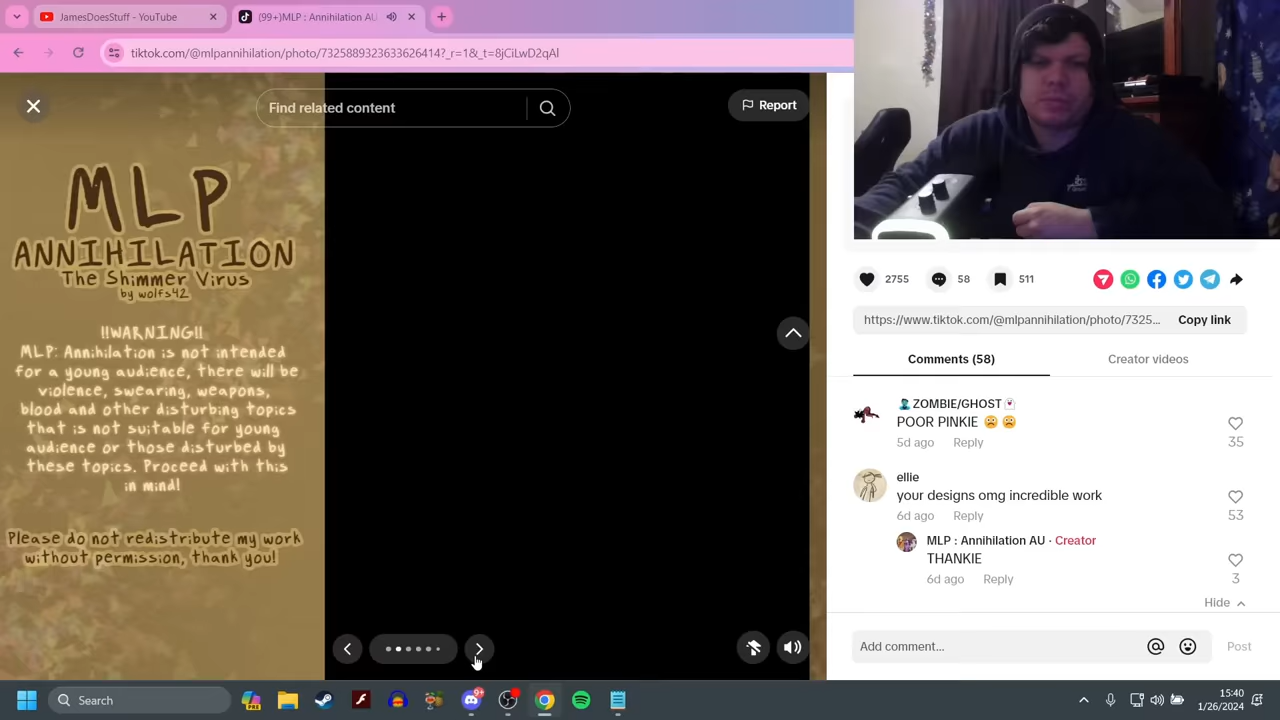 JamesDoesStuff - YouTube
(99+)MLP : Annihilation AU
tiktok.com/@mlpannihilation/photo/7325889323633626414?_r=1&_t=8jCiLwD2qAl
Find related content
Report
MLP
ANNIHILATION
The Shimmer Virus
by wolfs42
!!WARNING!!
MLP: Annihilation is not intended
for a young audience, there will be
violence, swearing, weapons,
blood and other disturbing topics
that is not suitable for young
audience or those disturbed by
these topics. Proceed with this
in mind!
Please do not redistribute my work
without permission, thank you!
2755
58
511
https://www.tiktok.com/@mlpannihilation/photo/7325...
Copy link
Comments (58)
Creator videos
ZOMBIE/GHOST
POOR PINKIE
5d ago Reply
35
ellie
your designs omg incredible work
6d ago Reply
53
MLP : Annihilation AU · Creator
THANKIE
6d ago Reply
3
Hide
Add comment...
Post
Search
PRE
9+
15:40
1/26/2024